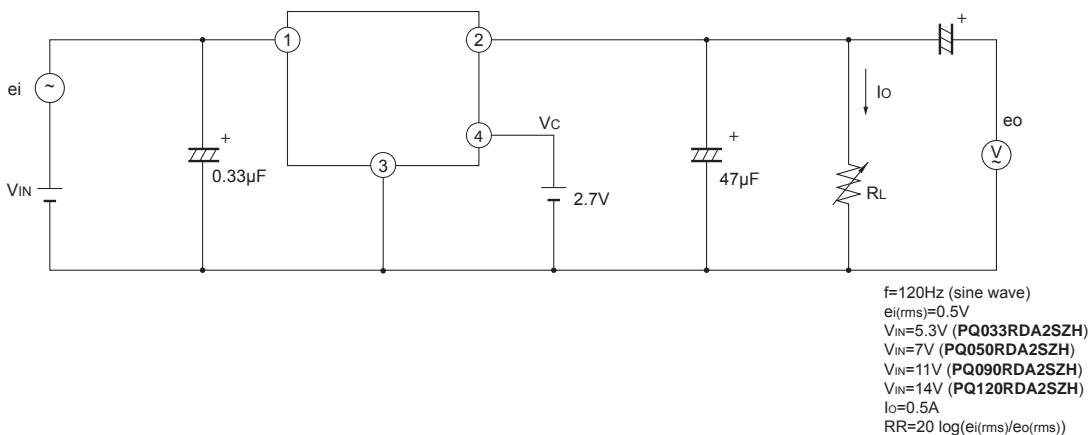 ei
~
VIN
+
0.33µF
1
2
3
4
VC
2.7V
+
47µF
IO
RL
+
eo
V
~
f=120Hz (sine wave)
ei(rms)=0.5V
VIN=5.3V (PQ033RDA2SZH)
VIN=7V (PQ050RDA2SZH)
VIN=11V (PQ090RDA2SZH)
VIN=14V (PQ120RDA2SZH)
IO=0.5A
RR=20 log(ei(rms)/eo(rms))